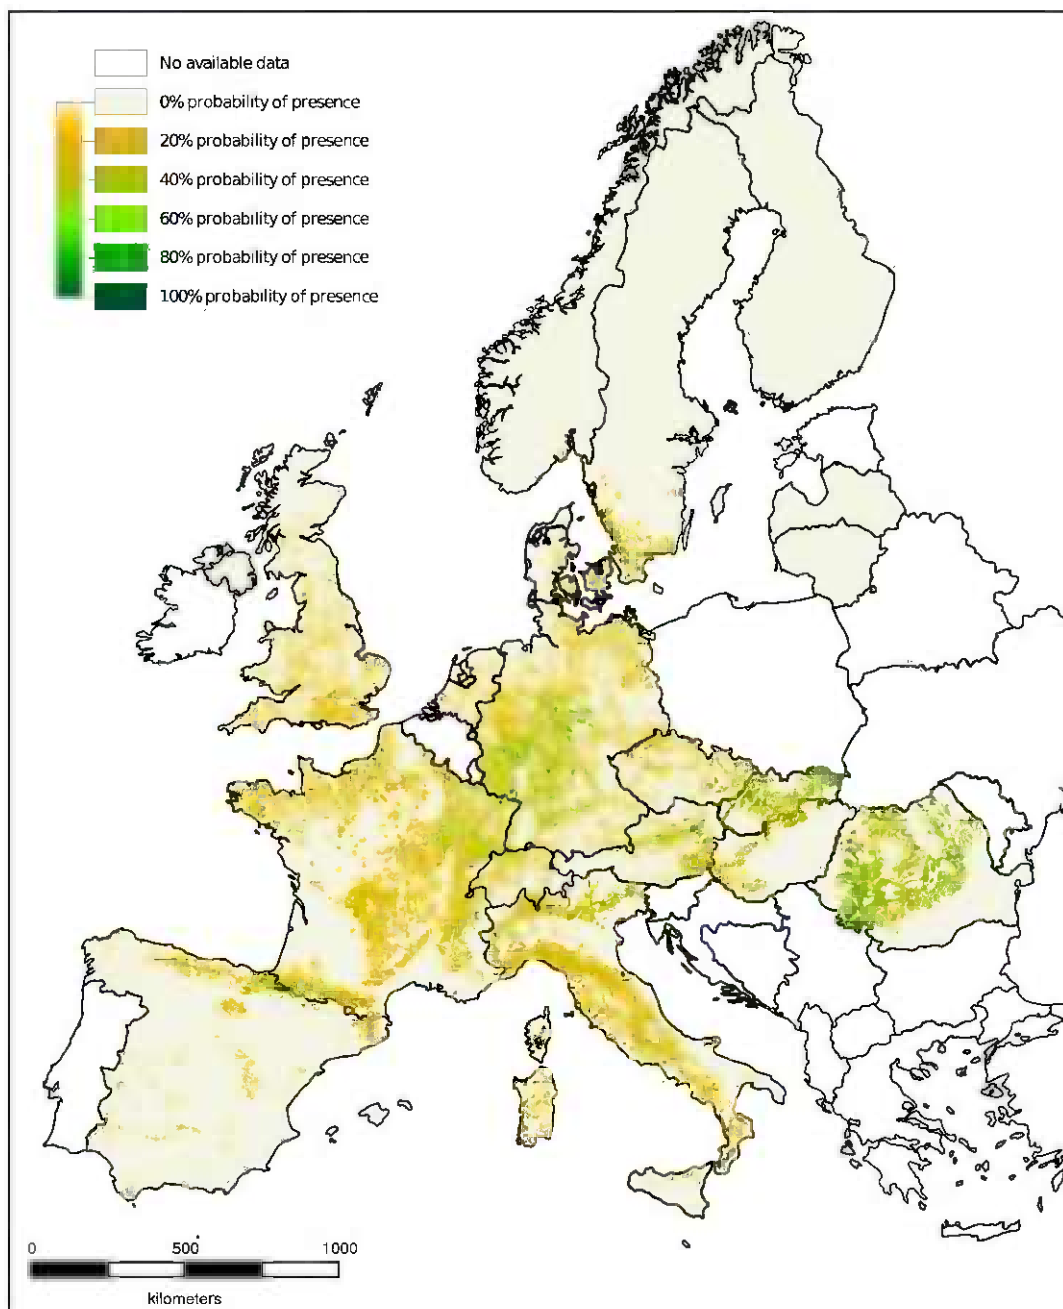 No available data
0% probability of presence
20% probability of presence
40% probability of presence
60% probability of presence
80% probability of presence
100% probability of presence
0 500 1000
kilometers